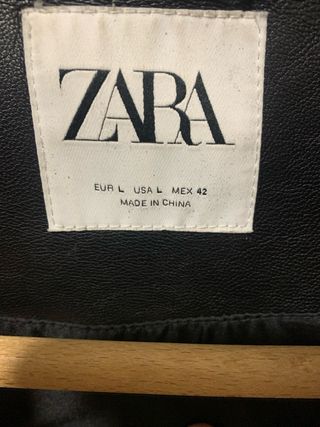 ZARA
EUR L USA L MEX 42
MADE IN CHINA